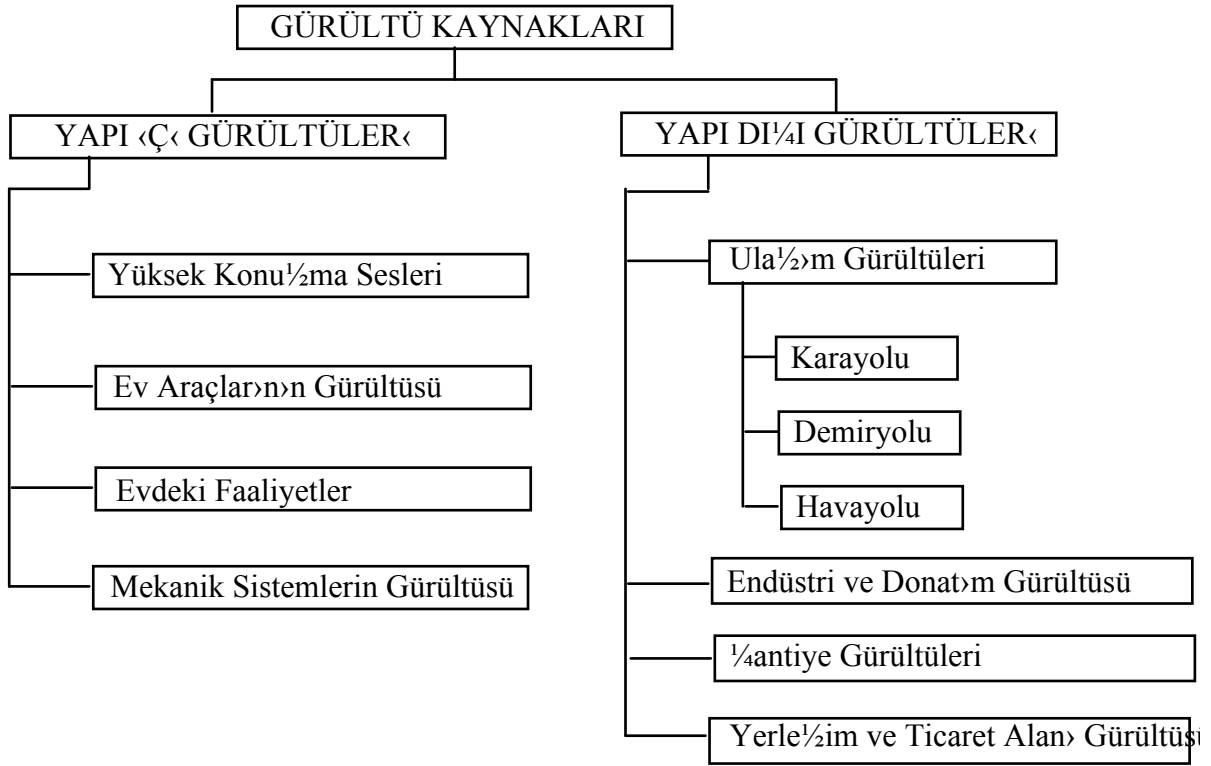 GÜRÜLTÜ KAYNAKLARI
YAPI ‹Ç‹ GÜRÜLTÜLER‹
Yüksek Konu½ma Sesleri
Ev Araçlar›n›n Gürültüsü
Evdeki Faaliyetler
Mekanik Sistemlerin Gürültüsü
YAPI DI¼I GÜRÜLTÜLER‹
Ula½›m Gürültüleri
Karayolu
Demiryolu
Havayolu
Endüstri ve Donat›m Gürültüsü
¼antiye Gürültüleri
Yerle½im ve Ticaret Alan› Gürültüsü